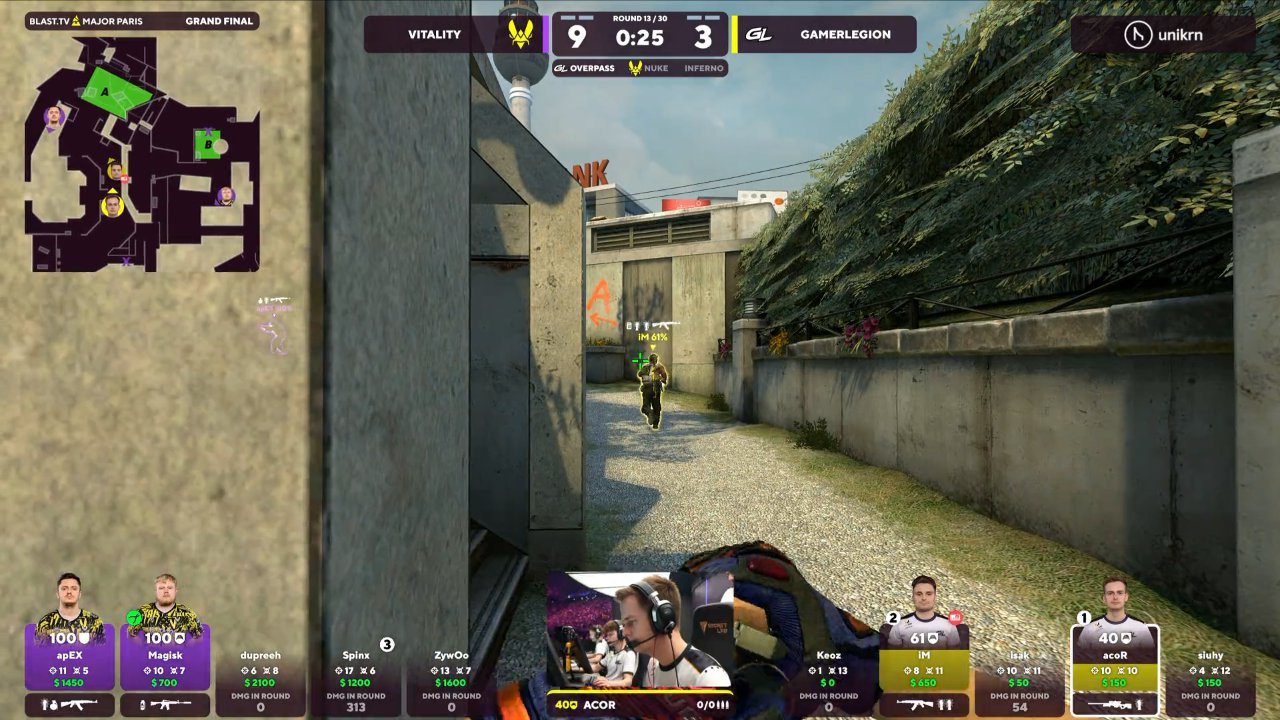 BLAST.TV MAJOR PARIS GRAND FINAL
VITALITY 9 ROUND 13 / 30 0:25 3 GL GAMERLEGION
unikrn
GL OVERPASS NUKE INFERNO
A
B
NK
A
iM 61%
100 100 61 40
2 1
3
apEX Magisk dupreeh Spinx ZywOo Keoz iM isak acoR siuhy
11 5 10 7 6 8 17 6 13 7 1 13 8 11 10 11 10 10 4 12
$ 1450 $ 700 $ 2100 $ 1200 $ 1600 $ 0 $ 650 $ 50 $ 150 $ 150
DMG IN ROUND DMG IN ROUND DMG IN ROUND DMG IN ROUND DMG IN ROUND DMG IN ROUND
0 313 0 0 54 0
SECRET LAB
40 ACOR 0/0